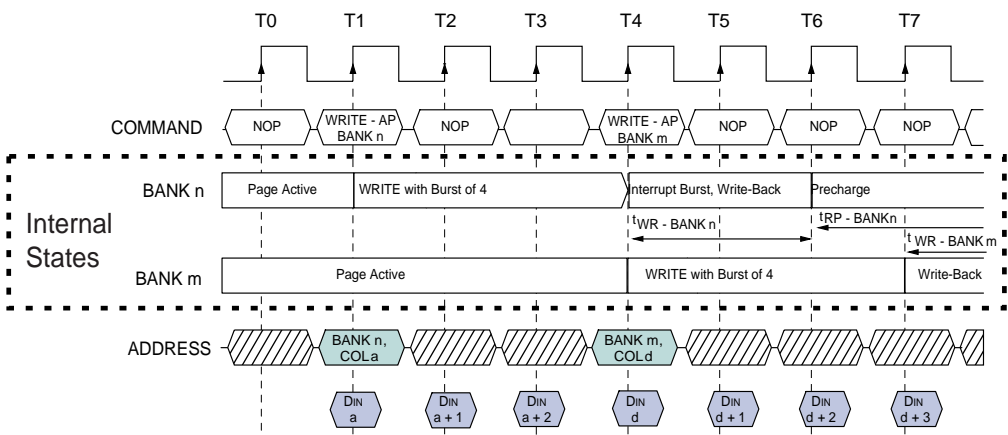 T0 T1 T2 T3 T4 T5 T6 T7
COMMAND NOP WRITE - AP BANK n NOP WRITE - AP BANK m NOP NOP NOP
Internal States
BANK n Page Active WRITE with Burst of 4 Interrupt Burst, Write-Back Precharge
tWR - BANK n tRP - BANK n
tWR - BANK m
BANK m Page Active WRITE with Burst of 4 Write-Back
ADDRESS BANK n, COL a BANK m, COL d
DIN a DIN a + 1 DIN a + 2 DIN d DIN d + 1 DIN d + 2 DIN d + 3